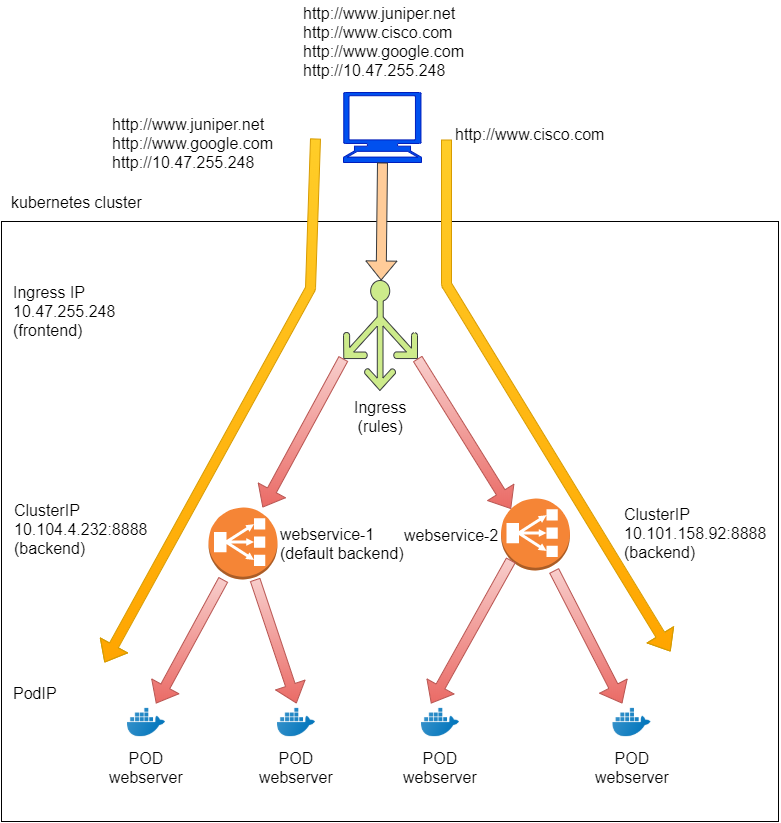 http://www.juniper.net
http://www.cisco.com
http://www.google.com
http://10.47.255.248
http://www.juniper.net
http://www.google.com
http://10.47.255.248
http://www.cisco.com
kubernetes cluster
Ingress IP
10.47.255.248
(frontend)
Ingress
(rules)
ClusterIP
10.104.4.232:8888
(backend)
webservice-1
(default backend)
webservice-2
ClusterIP
10.101.158.92:8888
(backend)
PodIP
POD
webserver
POD
webserver
POD
webserver
POD
webserver